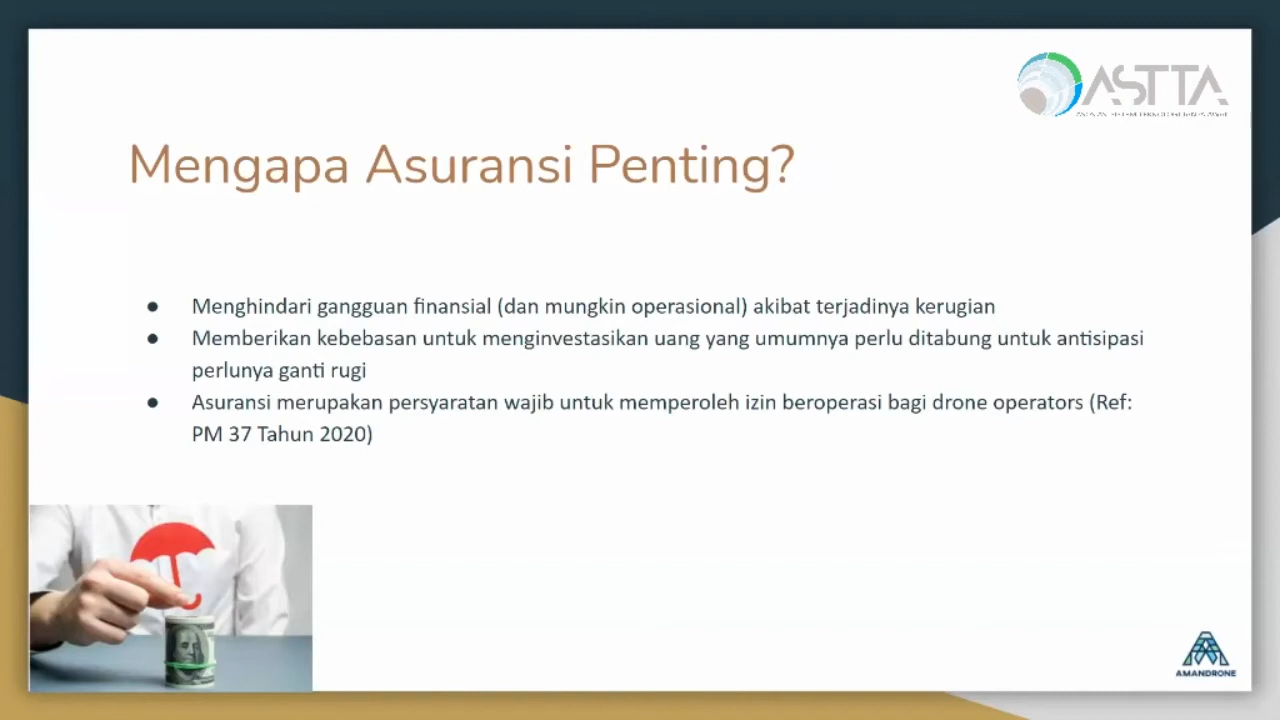 ASTTA
Mengapa Asuransi Penting?
● Menghindari gangguan finansial (dan mungkin operasional) akibat terjadinya kerugian
● Memberikan kebebasan untuk menginvestasikan uang yang umumnya perlu ditabung untuk antisipasi
perlunya ganti rugi
● Asuransi merupakan persyaratan wajib untuk memperoleh izin beroperasi bagi drone operators (Ref:
PM 37 Tahun 2020)
AMANDRONE